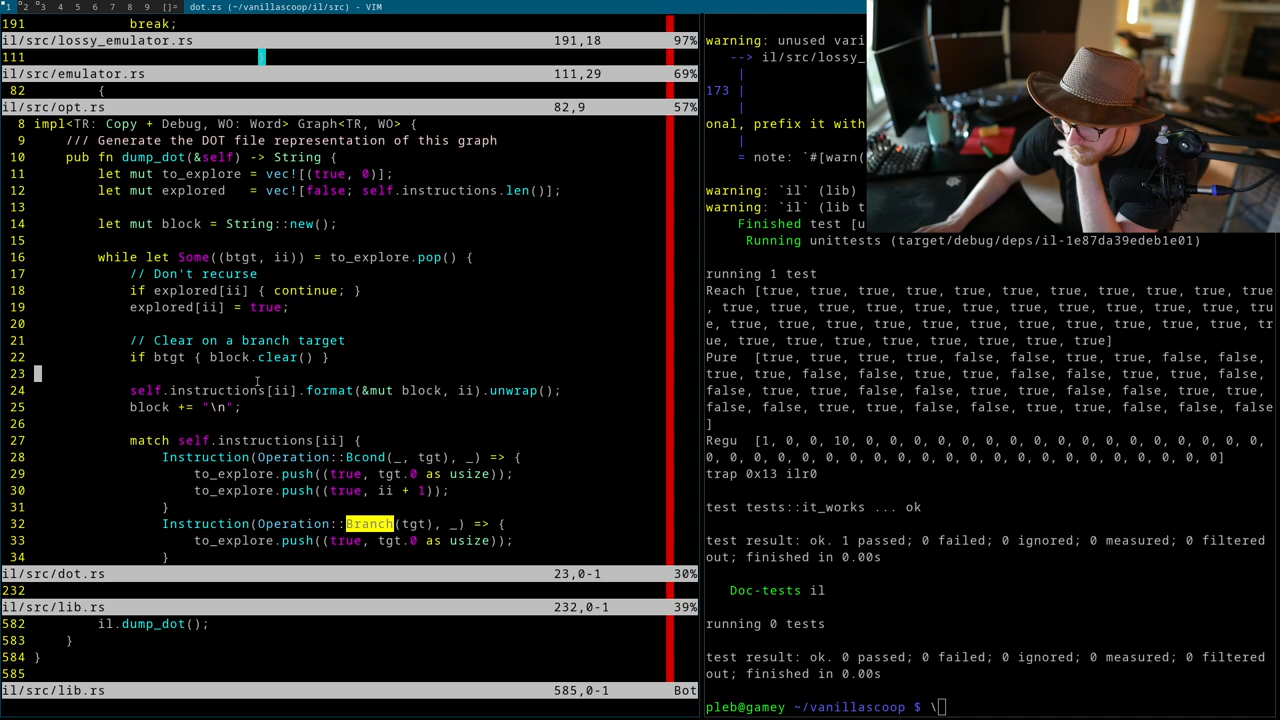 1 2 3 4 5 6 7 8 9 []= dot.rs (~/vanillascoop/il/src) - VIM
191             break;
il/src/lossy_emulator.rs 191,18 97%
111                             }
il/src/emulator.rs 111,29 69%
82         {
il/src/opt.rs 82,9 57%
8 impl<TR: Copy + Debug, WO: Word> Graph<TR, WO> {
9     /// Generate the DOT file representation of this graph
10     pub fn dump_dot(&self) -> String {
11         let mut to_explore = vec![(true, 0)];
12         let mut explored   = vec![false; self.instructions.len()];
13
14         let mut block = String::new();
15
16         while let Some((btgt, ii)) = to_explore.pop() {
17             // Don't recurse
18             if explored[ii] { continue; }
19             explored[ii] = true;
20
21             // Clear on a branch target
22             if btgt { block.clear() }
23
24             self.instructions[ii].format(&mut block, ii).unwrap();
25             block += "\n";
26
27             match self.instructions[ii] {
28                 Instruction(Operation::Bcond(_, tgt), _) => {
29                     to_explore.push((true, tgt.0 as usize));
30                     to_explore.push((true, ii + 1));
31                 }
32                 Instruction(Operation::Branch(tgt), _) => {
33                     to_explore.push((true, tgt.0 as usize));
34                 }
il/src/dot.rs 23,0-1 30%
232
il/src/lib.rs 232,0-1 39%
582         il.dump_dot();
583     }
584 }
585
il/src/lib.rs 585,0-1 Bot
warning: unused vari
   --> il/src/lossy_
    |
173 |
    |
onal, prefix it with
    |
    = note: `#[warn(
warning: `il` (lib)
warning: `il` (lib t
    Finished test [u
     Running unittests (target/debug/deps/il-1e87da39edeb1e01)
running 1 test
Reach [true, true, true, true, true, true, true, true, true, true
, true, true, true, true, true, true, true, true, true, true, tru
e, true, true, true, true, true, true, true, true, true, true, tr
ue, true, true, true, true, true, true]
Pure  [true, true, true, true, false, false, true, false, false,
true, true, false, false, true, true, false, true, true, false,
false, true, true, true, true, false, true, false, true, false,
false, false, true, true, false, false, true, false, false, false
]
Regu  [1, 0, 0, 10, 0, 0, 0, 0, 0, 0, 0, 0, 0, 0, 0, 0, 0, 0, 0,
0, 0, 0, 0, 0, 0, 0, 0, 0, 0, 0, 0, 0, 0, 0, 0, 0]
trap 0x13 ilr0
test tests::it_works ... ok
test result: ok. 1 passed; 0 failed; 0 ignored; 0 measured; 0 filtered
out; finished in 0.00s
   Doc-tests il
running 0 tests
test result: ok. 0 passed; 0 failed; 0 ignored; 0 measured; 0 filtered
out; finished in 0.00s
pleb@gamey ~/vanillascoop $ \